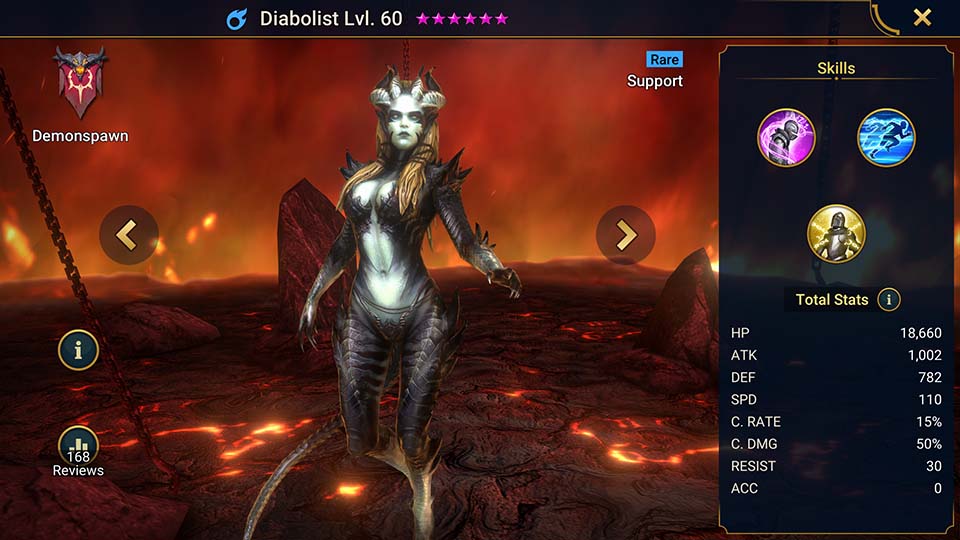 Diabolist Lvl. 60
Demonspawn
Rare
Support
Skills
Total Stats
HP 18,660
ATK 1,002
DEF 782
SPD 110
C. RATE 15%
C. DMG 50%
RESIST 30
ACC 0
168
Reviews